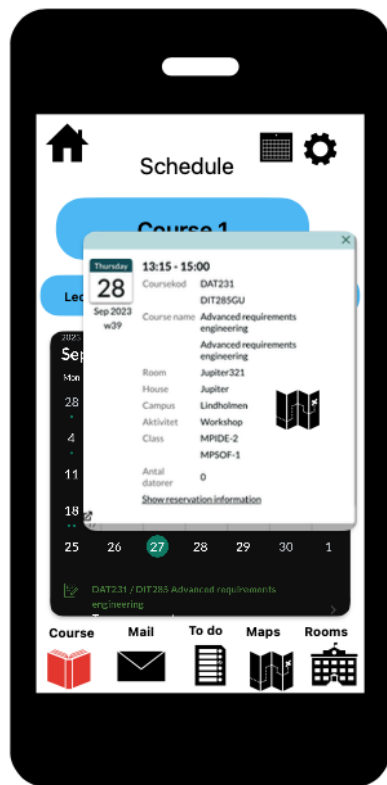 Schedule
Course 1
Lec
Thursday
28
Sep 2023
w39
13:15 - 15:00
Coursekod DAT231
DIT285GU
Course name Advanced requirements
engineering
Advanced requirements
engineering
Room Jupiter321
House Jupiter
Campus Lindholmen
Aktivitet Workshop
Class MPIDE-2
MPSOF-1
Antal
datorer 0
Show reservation information
Sep
Mon
28
4
11
18
25 26 27 28 29 30 1
DAT231 / DIT285 Advanced requirements
engineering
Course Mail To do Maps Rooms